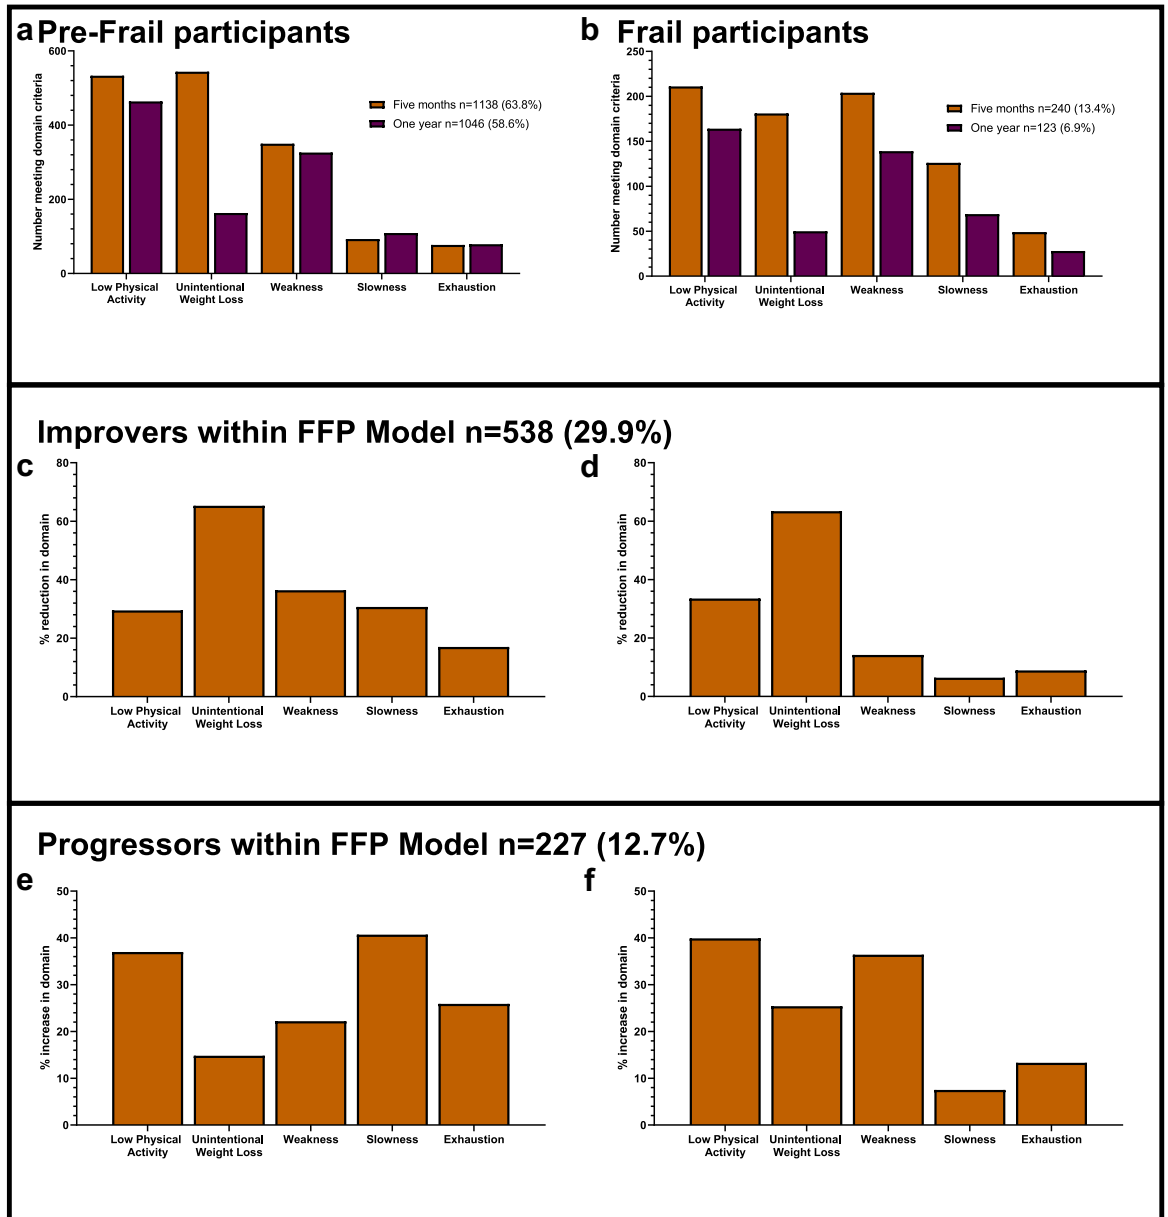 a Pre-Frail participants
Number meeting domain criteria
600
400
200
0
Five months n=1138 (63.8%)
One year n=1046 (58.6%)
Low Physical
Activity
Unintentional
Weight Loss
Weakness
Slowness
Exhaustion
b Frail participants
Number meeting domain criteria
250
200
150
100
50
0
Five months n=240 (13.4%)
One year n=123 (6.9%)
Low Physical
Activity
Unintentional
Weight Loss
Weakness
Slowness
Exhaustion
Improvers within FFP Model n=538 (29.9%)
c
% reduction in domain
80
60
40
20
0
Low Physical
Activity
Unintentional
Weight Loss
Weakness
Slowness
Exhaustion
d
% reduction in domain
80
60
40
20
0
Low Physical
Activity
Unintentional
Weight Loss
Weakness
Slowness
Exhaustion
Progressors within FFP Model n=227 (12.7%)
e
% increase in domain
50
40
30
20
10
0
Low Physical
Activity
Unintentional
Weight Loss
Weakness
Slowness
Exhaustion
f
% increase in domain
50
40
30
20
10
0
Low Physical
Activity
Unintentional
Weight Loss
Weakness
Slowness
Exhaustion